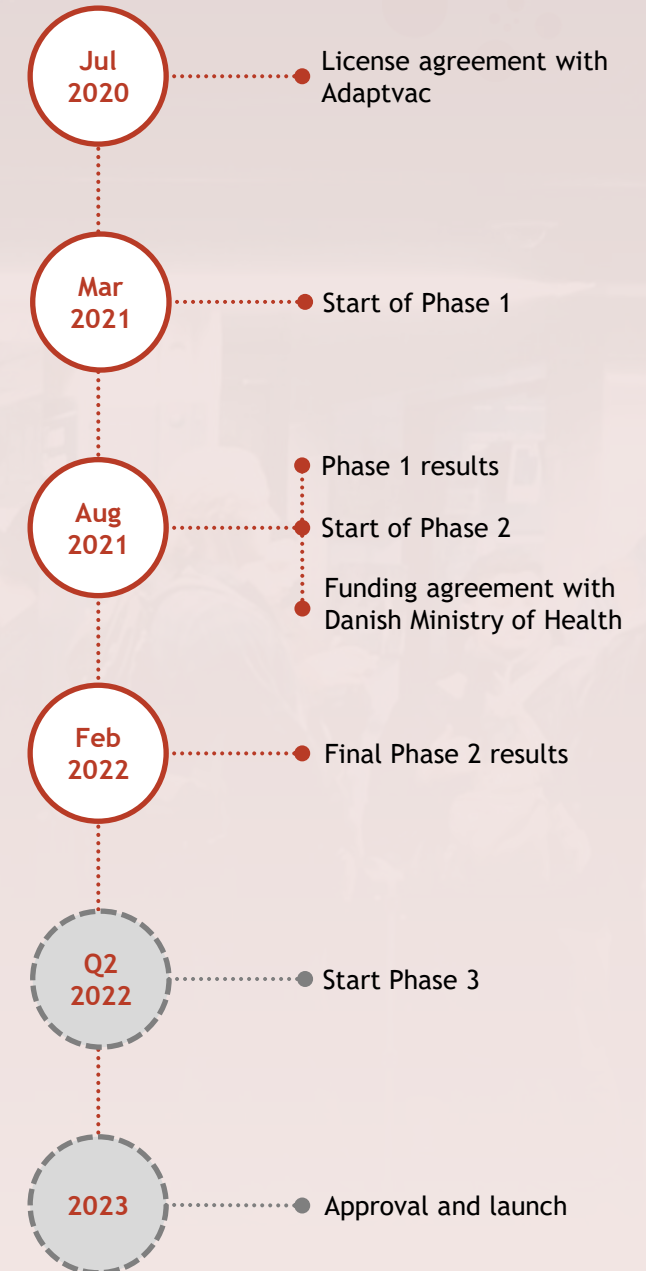 Jul
2020
License agreement with
Adaptvac
Mar
2021
Start of Phase 1
Aug
2021
Phase 1 results
Start of Phase 2
Funding agreement with
Danish Ministry of Health
Feb
2022
Final Phase 2 results
Q2
2022
Start Phase 3
2023
Approval and launch